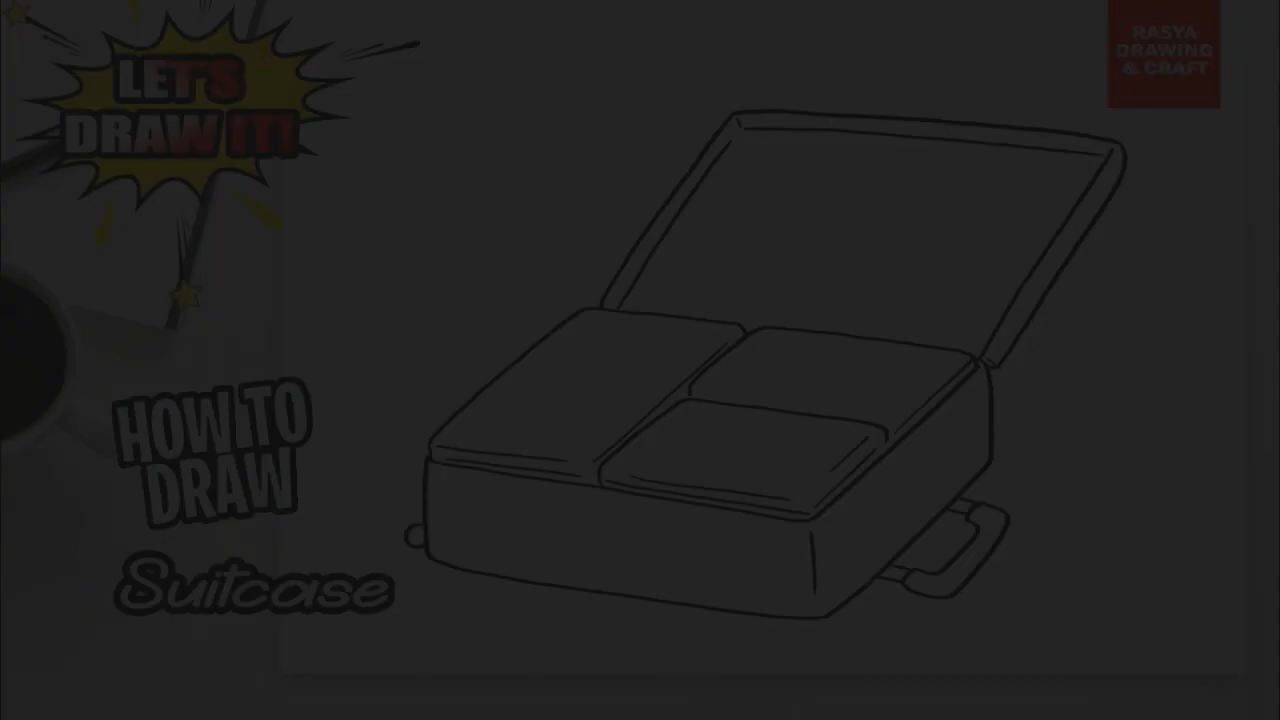 LET'S
DRAW IT!
RASYA
DRAWING
& CRAFT
HOW TO
DRAW
Suitcase